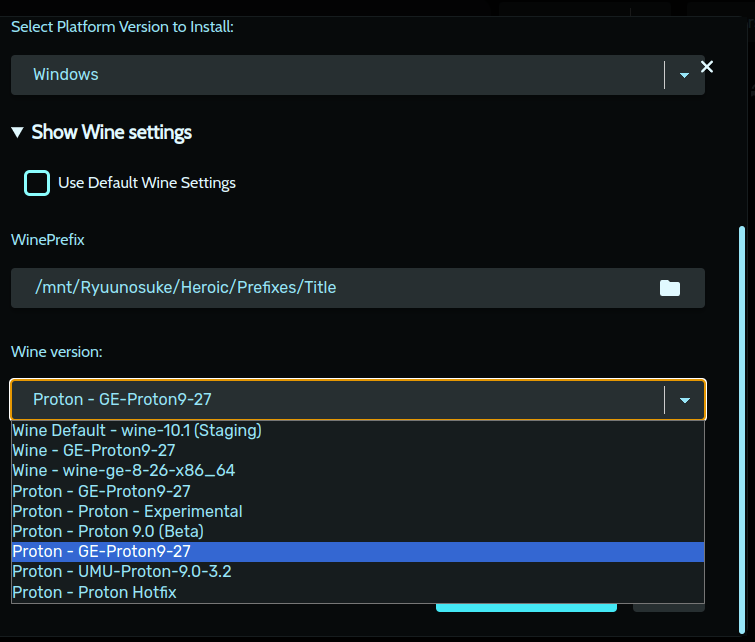 Select Platform Version to Install:
Windows
Show Wine settings
Use Default Wine Settings
WinePrefix
/mnt/Ryuunosuke/Heroic/Prefixes/Title
Wine version:
Proton - GE-Proton9-27
Wine Default - wine-10.1 (Staging)
Wine - GE-Proton9-27
Wine - wine-ge-8-26-x86_64
Proton - GE-Proton9-27
Proton - Proton - Experimental
Proton - Proton 9.0 (Beta)
Proton - GE-Proton9-27
Proton - UMU-Proton-9.0-3.2
Proton - Proton Hotfix